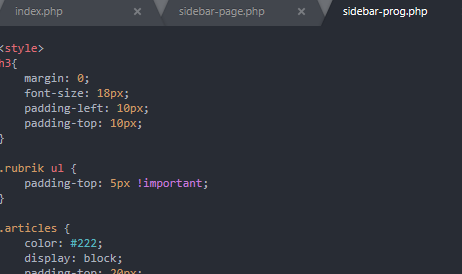 index.php × sidebar-page.php × sidebar-prog.php
<style>
h3{
margin: 0;
font-size: 18px;
padding-left: 10px;
padding-top: 10px;
}
.rubrik ul {
padding-top: 5px !important;
}
.articles {
color: #222;
display: block;
padding-top: 20px;